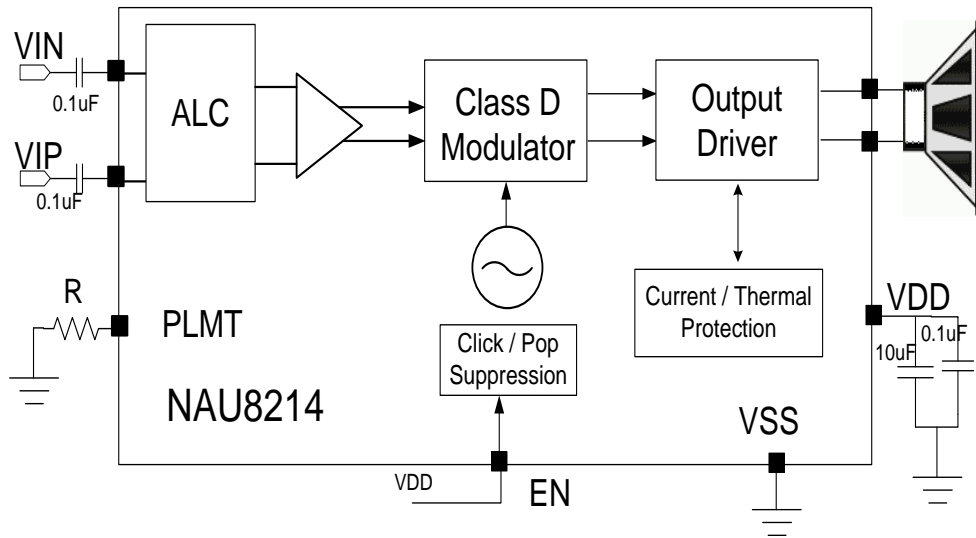 VIN
0.1uF
VIP
0.1uF
ALC
Class D
Modulator
Output
Driver
R
PLMT
NAU8214
Click / Pop
Suppression
Current / Thermal
Protection
VDD
0.1uF
10uF
VSS
VDD
EN